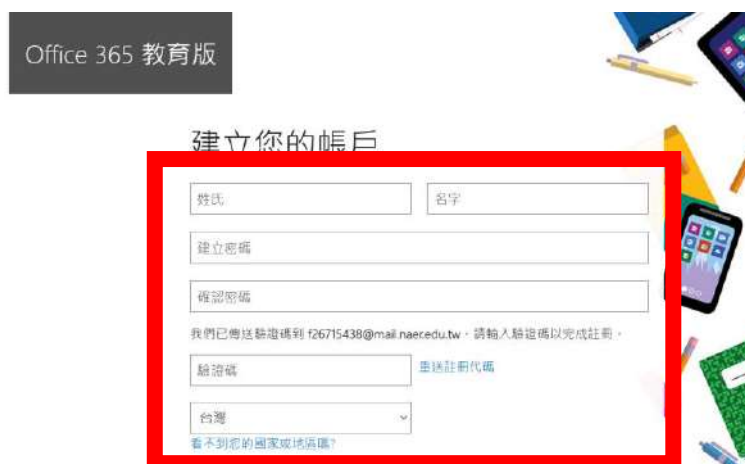 Office 365 教育版
建立您的帳戶
姓氏
名字
建立密碼
確認密碼
我們已傳送驗證碼到 f26715438@mail.naer.edu.tw。請輸入驗證碼以完成註冊。
驗證碼
重送註冊代碼
台灣
看不到您的國家或地區嗎?